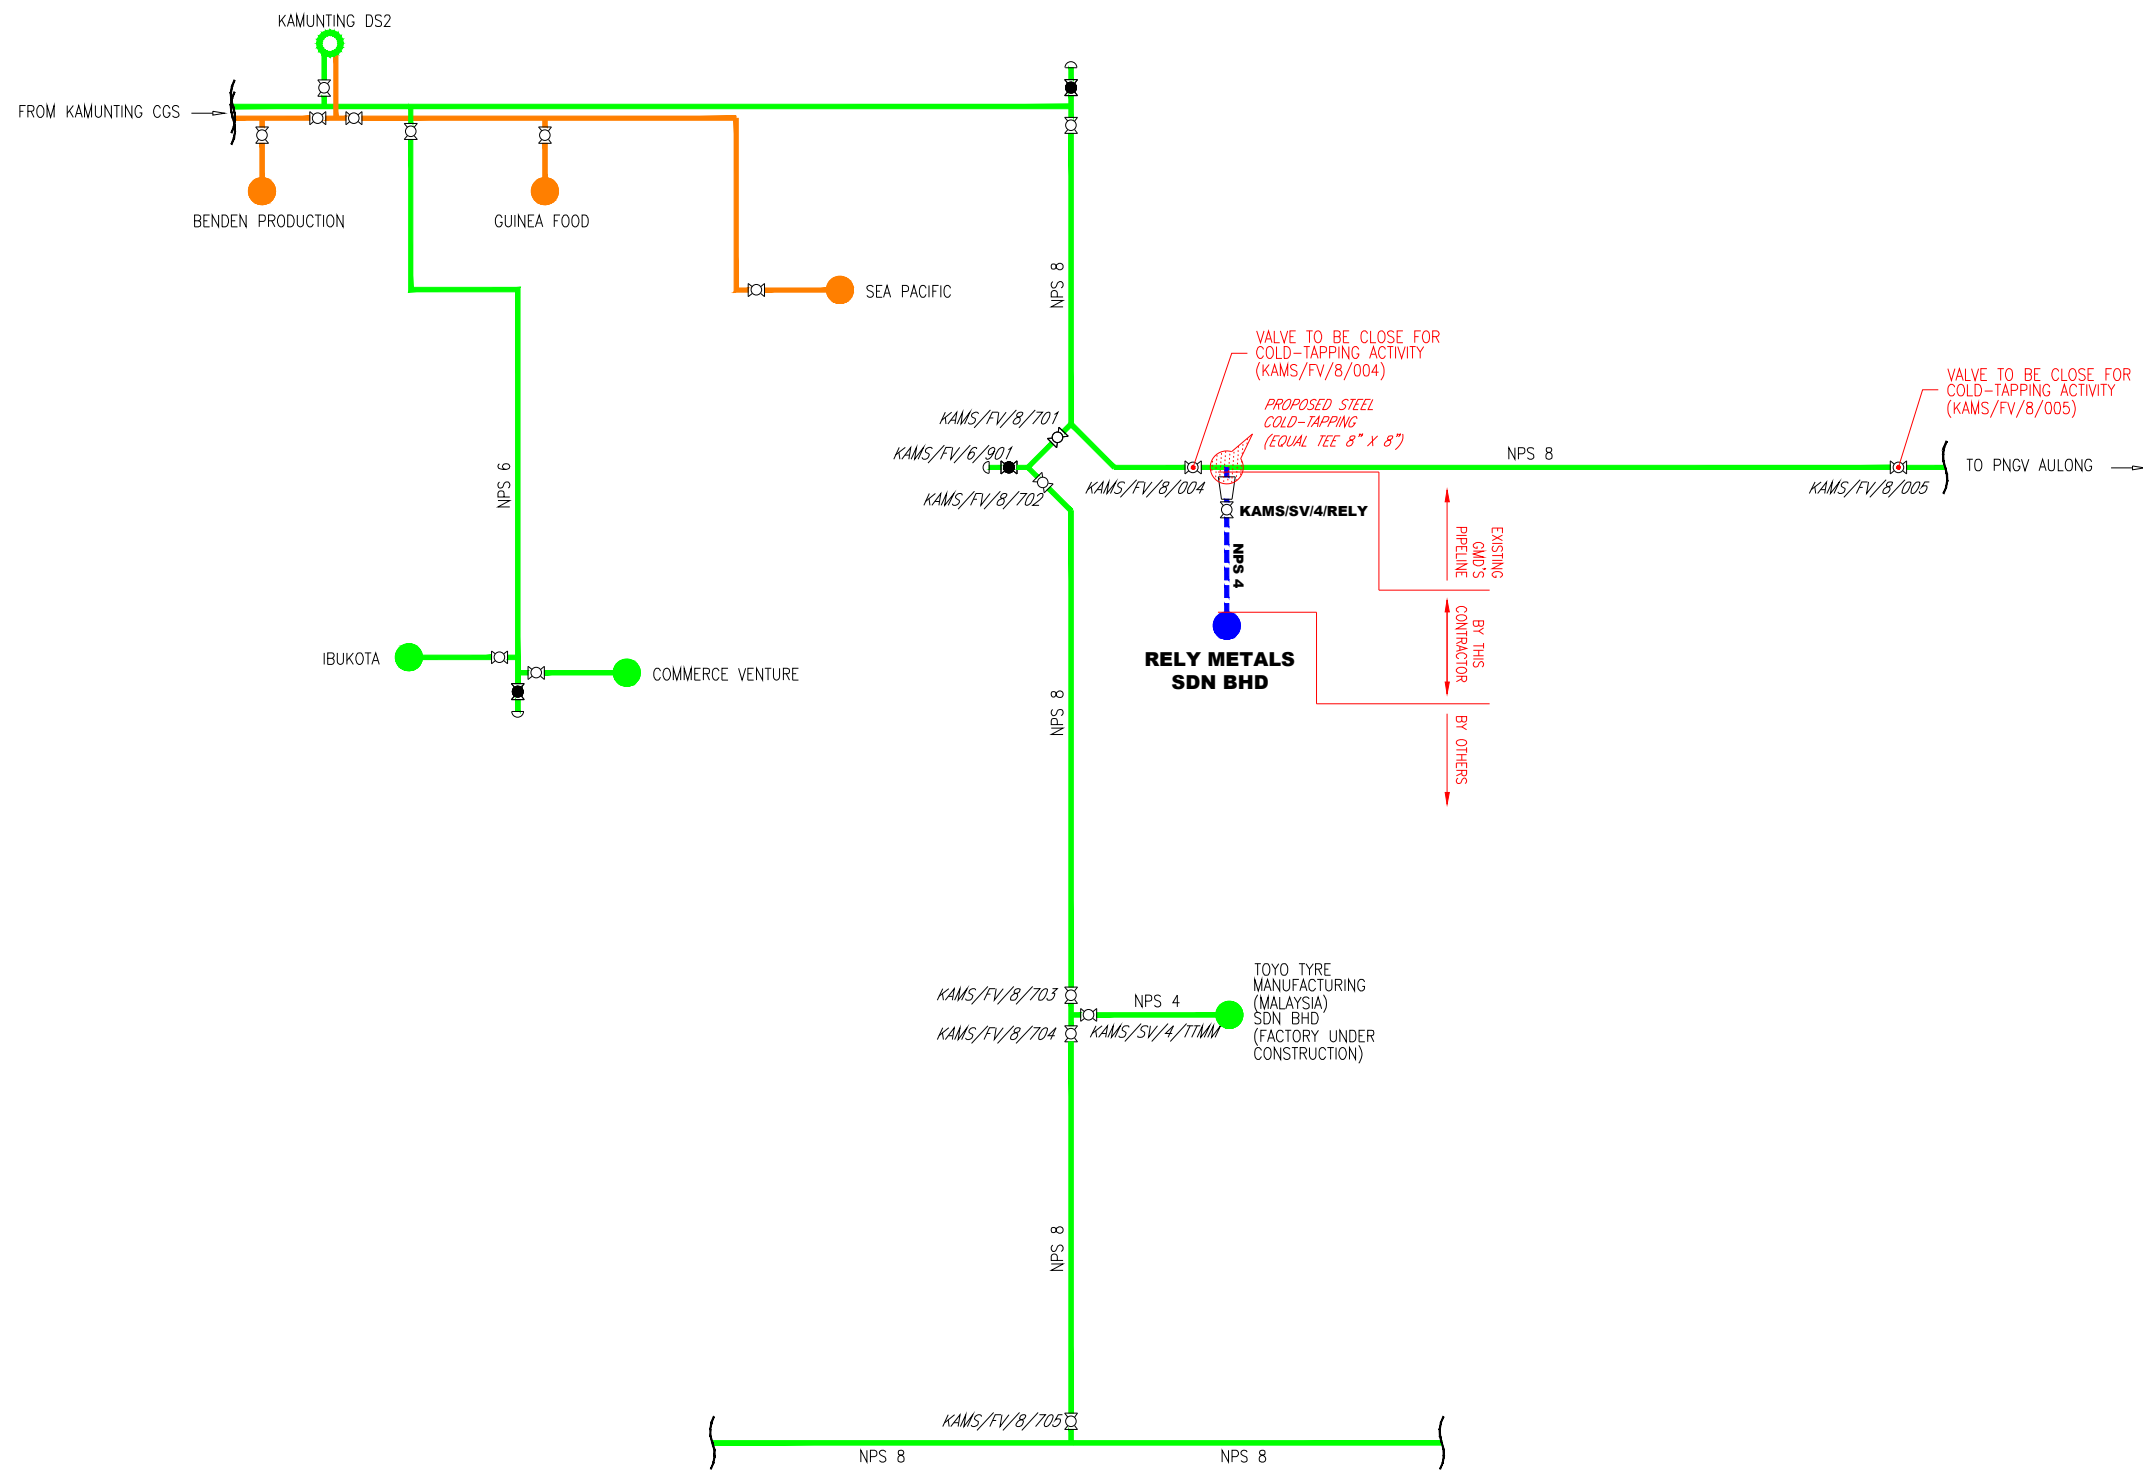 KAMUNTING DS2
FROM KAMUNTING CGS
BENDEN PRODUCTION
GUINEA FOOD
SEA PACIFIC
NPS 8
VALVE TO BE CLOSE FOR
COLD-TAPPING ACTIVITY
(KAMS/FV/8/004)
VALVE TO BE CLOSE FOR
COLD-TAPPING ACTIVITY
(KAMS/FV/8/005)
PROPOSED STEEL
COLD-TAPPING
(EQUAL TEE 8" X 8")
KAMS/FV/8/701
KAMS/FV/6/901
KAMS/FV/8/702
KAMS/FV/8/004
NPS 8
KAMS/FV/8/005
TO PNGV AULONG
NPS 6
KAMS/SV/4/RELY
NPS 4
EXISTING
GMD'S
PIPELINE
BY THIS
CONTRACTOR
BY OTHERS
RELY METALS
SDN BHD
IBUKOTA
COMMERCE VENTURE
NPS 8
KAMS/FV/8/703
NPS 4
KAMS/FV/8/704
KAMS/SV/4/TTMM
TOYO TYRE
MANUFACTURING
(MALAYSIA)
SDN BHD
(FACTORY UNDER
CONSTRUCTION)
NPS 8
KAMS/FV/8/705
NPS 8
NPS 8